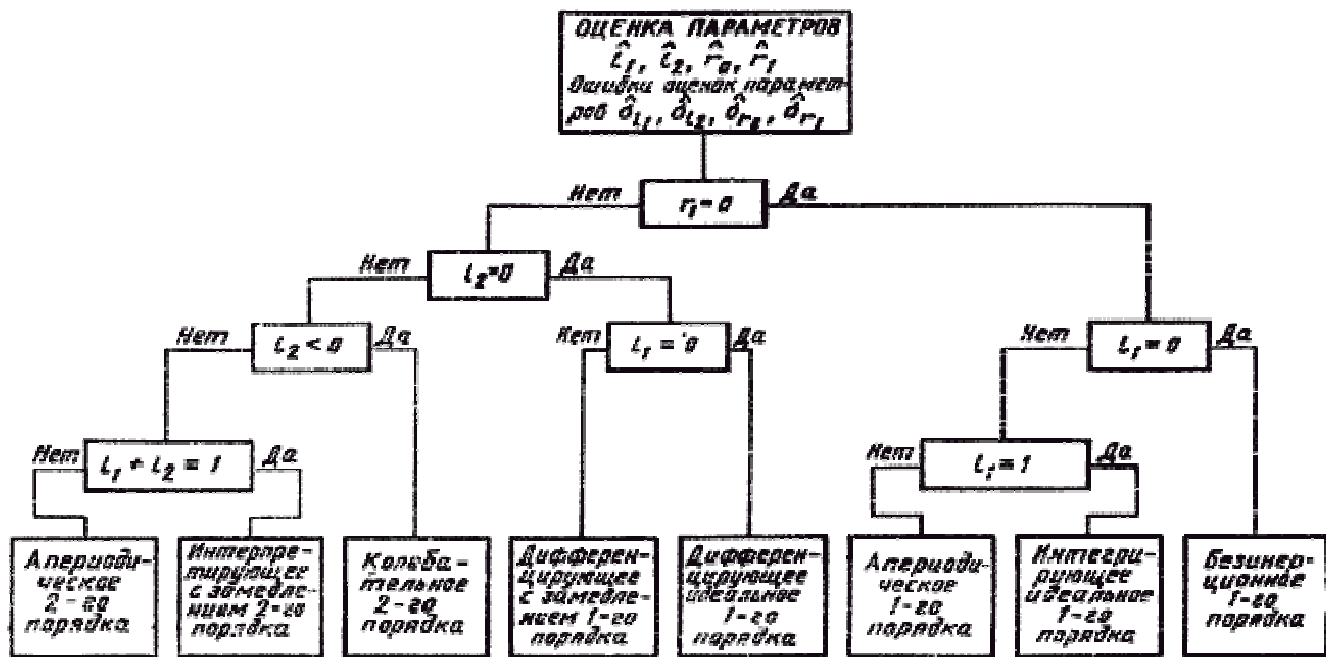 ОЦЕНКА ПАРАМЕТРОВ
l̂₁, l̂₂, r̂₀, r̂₁
Ошибки оценок парамет-
ров σ̂l₁, σ̂l₂, σ̂r₀, σ̂r₁
Нет
r₁=0
Да
Нет
l₂=0
Да
Нет
l₂<0
Да
Нет
l₁=0
Да
Нет
l₁=0
Да
Нет
l₁+l₂=1
Да
Нет
l₁=1
Да
Апериоди-
ческое
2-го
порядка
Интерпре-
тирующее
с замедле-
нием 2-го
порядка
Колеба-
тельное
2-го
порядка
Дифферен-
цирующее
с замедле-
нием 1-го
порядка
Дифферен-
цирующее
идеальное
1-го
порядка
Апериоди-
ческое
1-го
порядка
Интегри-
рующее
идеальное
1-го
порядка
Безинер-
ционное
1-го
порядка